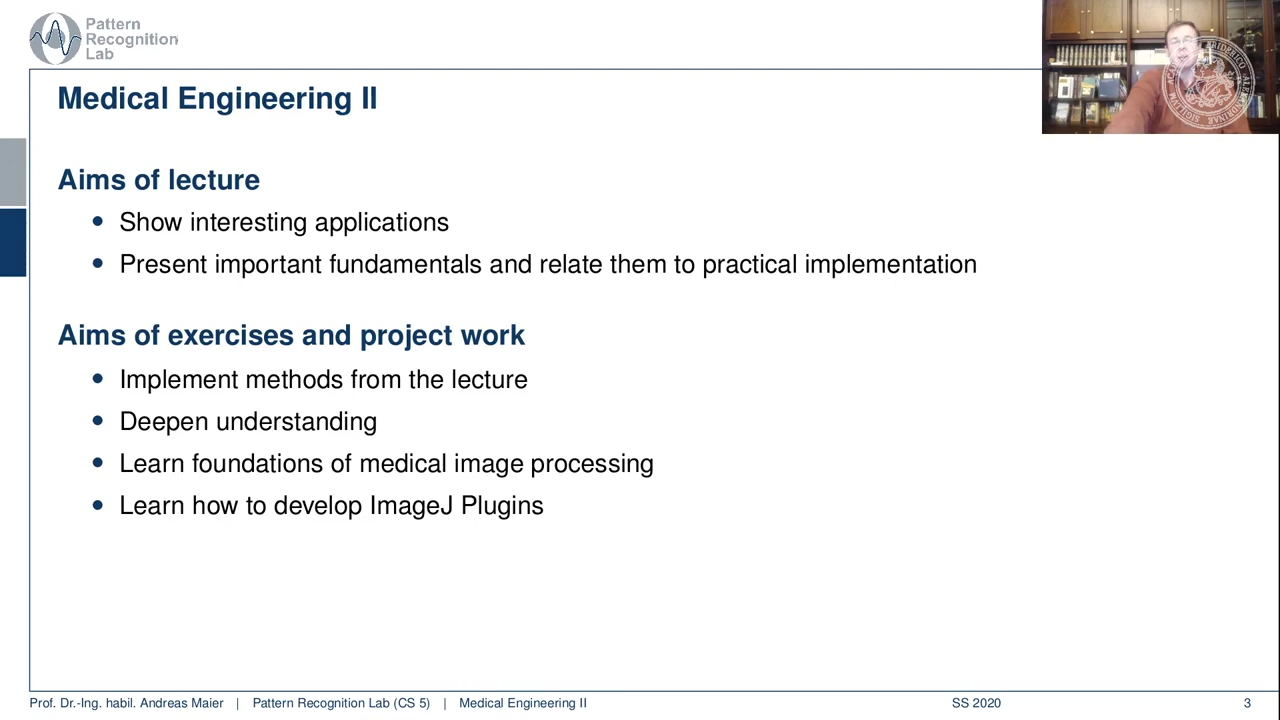 Pattern
Recognition
Lab
Medical Engineering II
Aims of lecture
Show interesting applications
Present important fundamentals and relate them to practical implementation
Aims of exercises and project work
Implement methods from the lecture
Deepen understanding
Learn foundations of medical image processing
Learn how to develop ImageJ Plugins
Prof. Dr.-Ing. habil. Andreas Maier | Pattern Recognition Lab (CS 5) | Medical Engineering II SS 2020 3